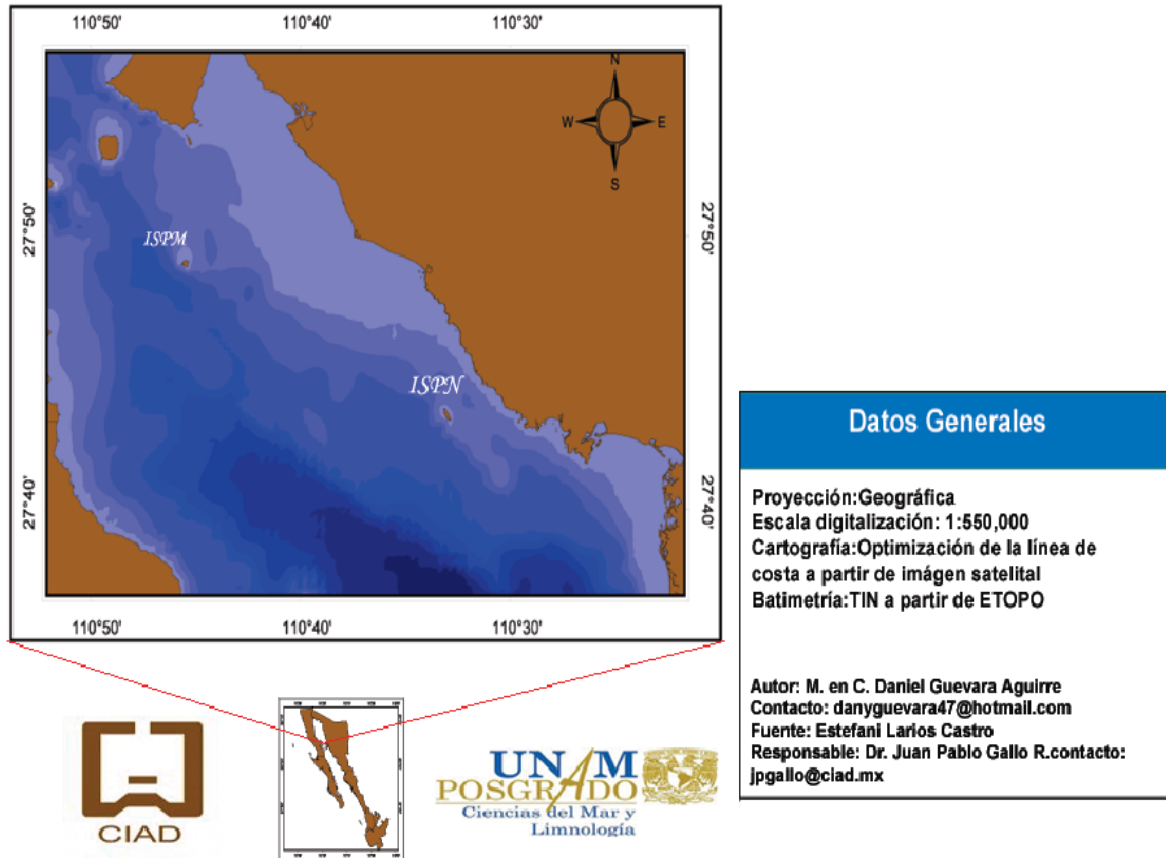 110°50' 110°40' 110°30'
N
W E
S
27°50' 27°50'
ISPM
ISPN
27°40' 27°40'
110°50' 110°40' 110°30'
Datos Generales
Proyección:Geográfica
Escala digitalización: 1:550,000
Cartografía:Optimización de la línea de
costa a partir de imágen satelital
Batimetría:TIN a partir de ETOPO
Autor: M. en C. Daniel Guevara Aguirre
Contacto: danyguevara47@hotmail.com
Fuente: Estefani Larios Castro
Responsable: Dr. Juan Pablo Gallo R.contacto:
jpgallo@ciad.mx
CIAD
UNAM
POSGRADO
Ciencias del Mar y
Limnología